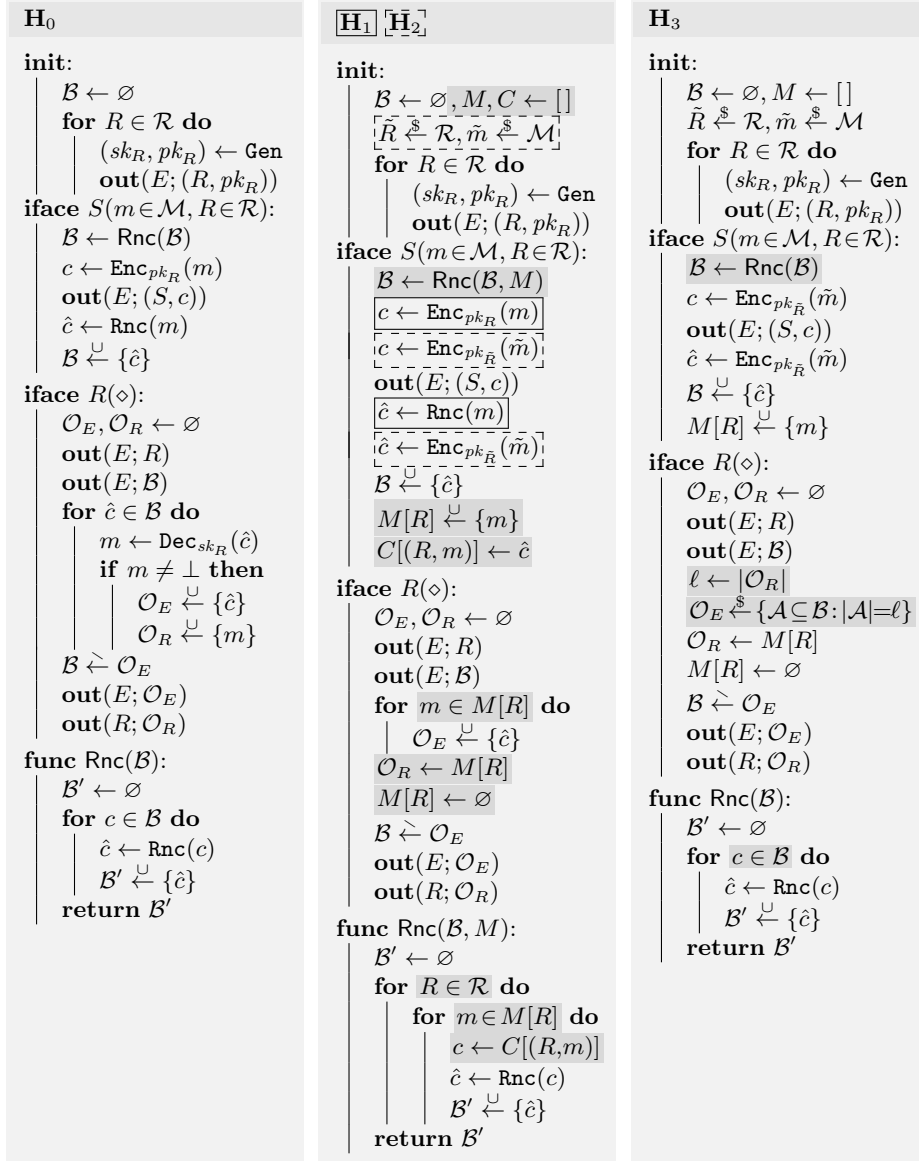 H₀
init:
ℬ ← ∅
for R ∈ ℛ do
(sk_R, pk_R) ← Gen
out(E; (R, pk_R))
iface S(m∈ℳ, R∈ℛ):
ℬ ← Rnc(ℬ)
c ← Enc_{pk_R}(m)
out(E; (S, c))
ĉ ← Rnc(m)
ℬ ←∪ {ĉ}
iface R(⋄):
𝒪_E, 𝒪_R ← ∅
out(E; R)
out(E; ℬ)
for ĉ ∈ ℬ do
m ← Dec_{sk_R}(ĉ)
if m ≠ ⊥ then
𝒪_E ←∪ {ĉ}
𝒪_R ←∪ {m}
ℬ ←∖ 𝒪_E
out(E; 𝒪_E)
out(R; 𝒪_R)
func Rnc(ℬ):
ℬ′ ← ∅
for c ∈ ℬ do
ĉ ← Rnc(c)
ℬ′ ←∪ {ĉ}
return ℬ′
H₁ H₂
init:
ℬ ← ∅, M, C ← [ ]
R̃ ←$ ℛ, m̃ ←$ ℳ
for R ∈ ℛ do
(sk_R, pk_R) ← Gen
out(E; (R, pk_R))
iface S(m∈ℳ, R∈ℛ):
ℬ ← Rnc(ℬ, M)
c ← Enc_{pk_R}(m)
c ← Enc_{pk_R̃}(m̃)
out(E; (S, c))
ĉ ← Rnc(m)
ĉ ← Enc_{pk_R̃}(m̃)
ℬ ←∪ {ĉ}
M[R] ←∪ {m}
C[(R, m)] ← ĉ
iface R(⋄):
𝒪_E, 𝒪_R ← ∅
out(E; R)
out(E; ℬ)
for m ∈ M[R] do
𝒪_E ←∪ {ĉ}
𝒪_R ← M[R]
M[R] ← ∅
ℬ ←∖ 𝒪_E
out(E; 𝒪_E)
out(R; 𝒪_R)
func Rnc(ℬ, M):
ℬ′ ← ∅
for R ∈ ℛ do
for m∈M[R] do
c ← C[(R,m)]
ĉ ← Rnc(c)
ℬ′ ←∪ {ĉ}
return ℬ′
H₃
init:
ℬ ← ∅, M ← [ ]
R̃ ←$ ℛ, m̃ ←$ ℳ
for R ∈ ℛ do
(sk_R, pk_R) ← Gen
out(E; (R, pk_R))
iface S(m∈ℳ, R∈ℛ):
ℬ ← Rnc(ℬ)
c ← Enc_{pk_R̃}(m̃)
out(E; (S, c))
ĉ ← Enc_{pk_R̃}(m̃)
ℬ ←∪ {ĉ}
M[R] ←∪ {m}
iface R(⋄):
𝒪_E, 𝒪_R ← ∅
out(E; R)
out(E; ℬ)
ℓ ← |𝒪_R|
𝒪_E ←$ {𝒜⊆ℬ: |𝒜|=ℓ}
𝒪_R ← M[R]
M[R] ← ∅
ℬ ←∖ 𝒪_E
out(E; 𝒪_E)
out(R; 𝒪_R)
func Rnc(ℬ):
ℬ′ ← ∅
for c ∈ ℬ do
ĉ ← Rnc(c)
ℬ′ ←∪ {ĉ}
return ℬ′